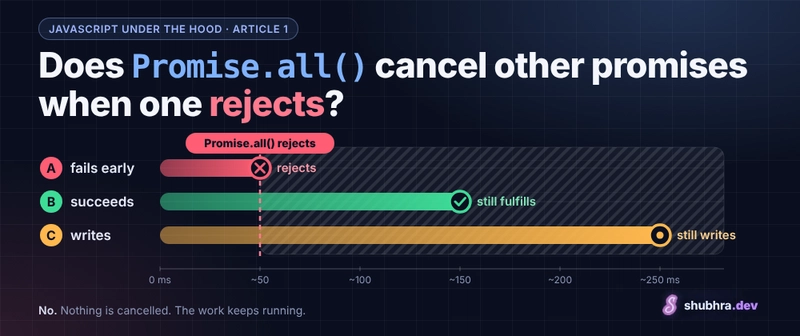 JAVASCRIPT UNDER THE HOOD · ARTICLE 1
Does Promise.all() cancel other promises
when one rejects?
Promise.all() rejects
A fails early rejects
B succeeds still fulfills
C writes still writes
0 ms ~50 ~100 ~150 ~200 ~250 ms
No. Nothing is cancelled. The work keeps running.
shubhra.dev